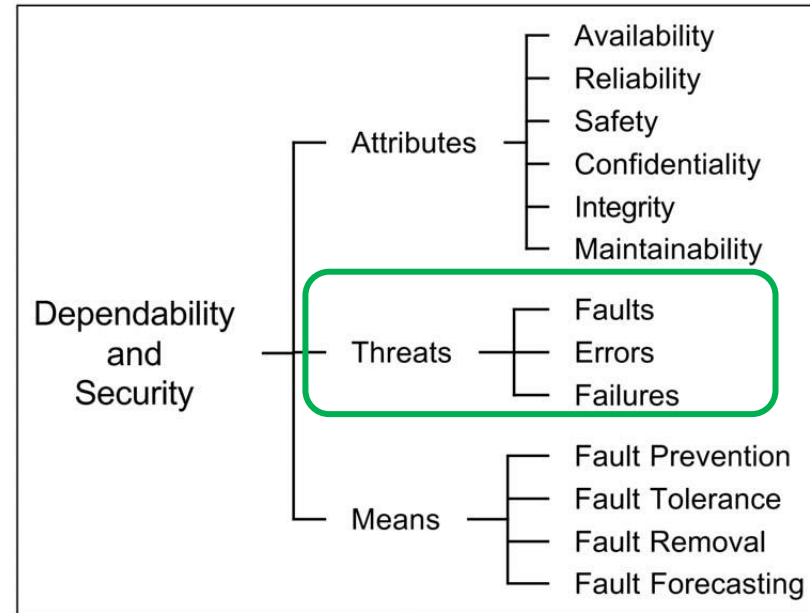 Dependability
and
Security
Attributes
Availability
Reliability
Safety
Confidentiality
Integrity
Maintainability
Threats
Faults
Errors
Failures
Means
Fault Prevention
Fault Tolerance
Fault Removal
Fault Forecasting